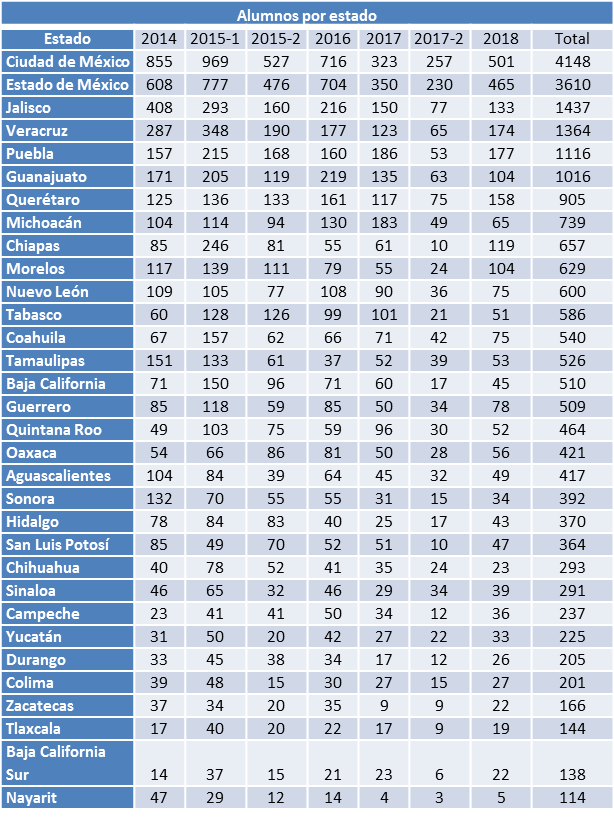 Alumnos por estado
Estado 2014 2015-1 2015-2 2016 2017 2017-2 2018 Total
Ciudad de México 855 969 527 716 323 257 501 4148
Estado de México 608 777 476 704 350 230 465 3610
Jalisco 408 293 160 216 150 77 133 1437
Veracruz 287 348 190 177 123 65 174 1364
Puebla 157 215 168 160 186 53 177 1116
Guanajuato 171 205 119 219 135 63 104 1016
Querétaro 125 136 133 161 117 75 158 905
Michoacán 104 114 94 130 183 49 65 739
Chiapas 85 246 81 55 61 10 119 657
Morelos 117 139 111 79 55 24 104 629
Nuevo León 109 105 77 108 90 36 75 600
Tabasco 60 128 126 99 101 21 51 586
Coahuila 67 157 62 66 71 42 75 540
Tamaulipas 151 133 61 37 52 39 53 526
Baja California 71 150 96 71 60 17 45 510
Guerrero 85 118 59 85 50 34 78 509
Quintana Roo 49 103 75 59 96 30 52 464
Oaxaca 54 66 86 81 50 28 56 421
Aguascalientes 104 84 39 64 45 32 49 417
Sonora 132 70 55 55 31 15 34 392
Hidalgo 78 84 83 40 25 17 43 370
San Luis Potosí 85 49 70 52 51 10 47 364
Chihuahua 40 78 52 41 35 24 23 293
Sinaloa 46 65 32 46 29 34 39 291
Campeche 23 41 41 50 34 12 36 237
Yucatán 31 50 20 42 27 22 33 225
Durango 33 45 38 34 17 12 26 205
Colima 39 48 15 30 27 15 27 201
Zacatecas 37 34 20 35 9 9 22 166
Tlaxcala 17 40 20 22 17 9 19 144
Baja California
Sur 14 37 15 21 23 6 22 138
Nayarit 47 29 12 14 4 3 5 114